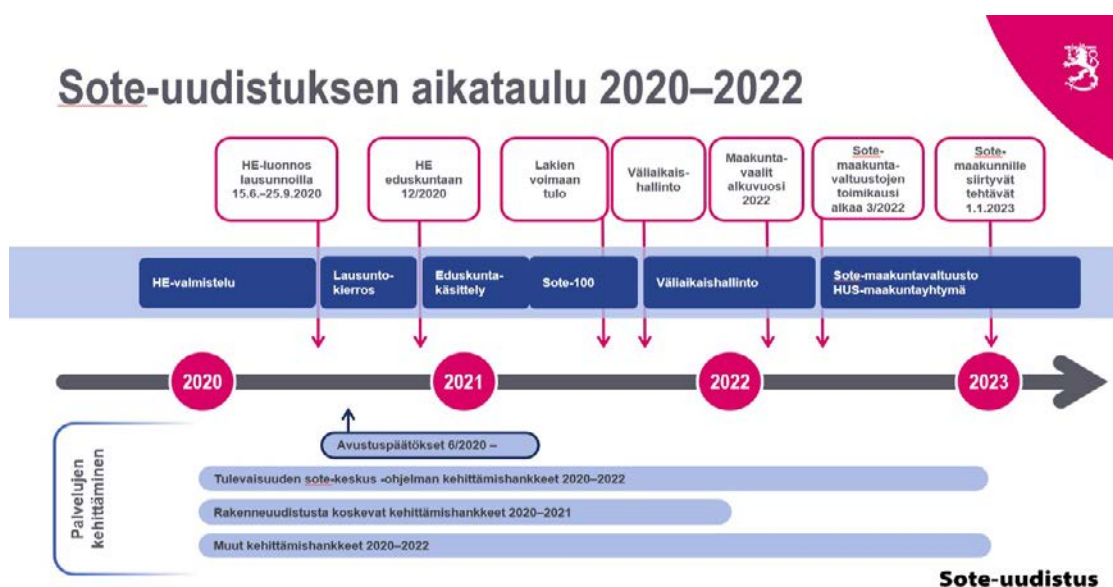 Sote-uudistuksen aikataulu 2020–2022
HE-luonnos
lausunnoilla
15.6.–25.9.2020
HE
eduskuntaan
12/2020
Lakien
voimaan
tulo
Väliaikais-
hallinto
Maakunta-
vaalit
alkuvuosi
2022
Sote-
maakunta-
valtuustojen
toimikausi
alkaa 3/2022
Sote-
maakunnille
siirtyvät
tehtävät
1.1.2023
HE-valmistelu
Lausunto-
kierros
Eduskunta-
käsittely
Sote-100
Väliaikaishallinto
Sote-maakuntavaltuusto
HUS-maakuntayhtymä
2020
2021
2022
2023
Palvelujen
kehittäminen
Avustuspäätökset 6/2020 –
Tulevaisuuden sote-keskus -ohjelman kehittämishankkeet 2020–2022
Rakenneuudistusta koskevat kehittämishankkeet 2020–2021
Muut kehittämishankkeet 2020–2022
Sote-uudistus